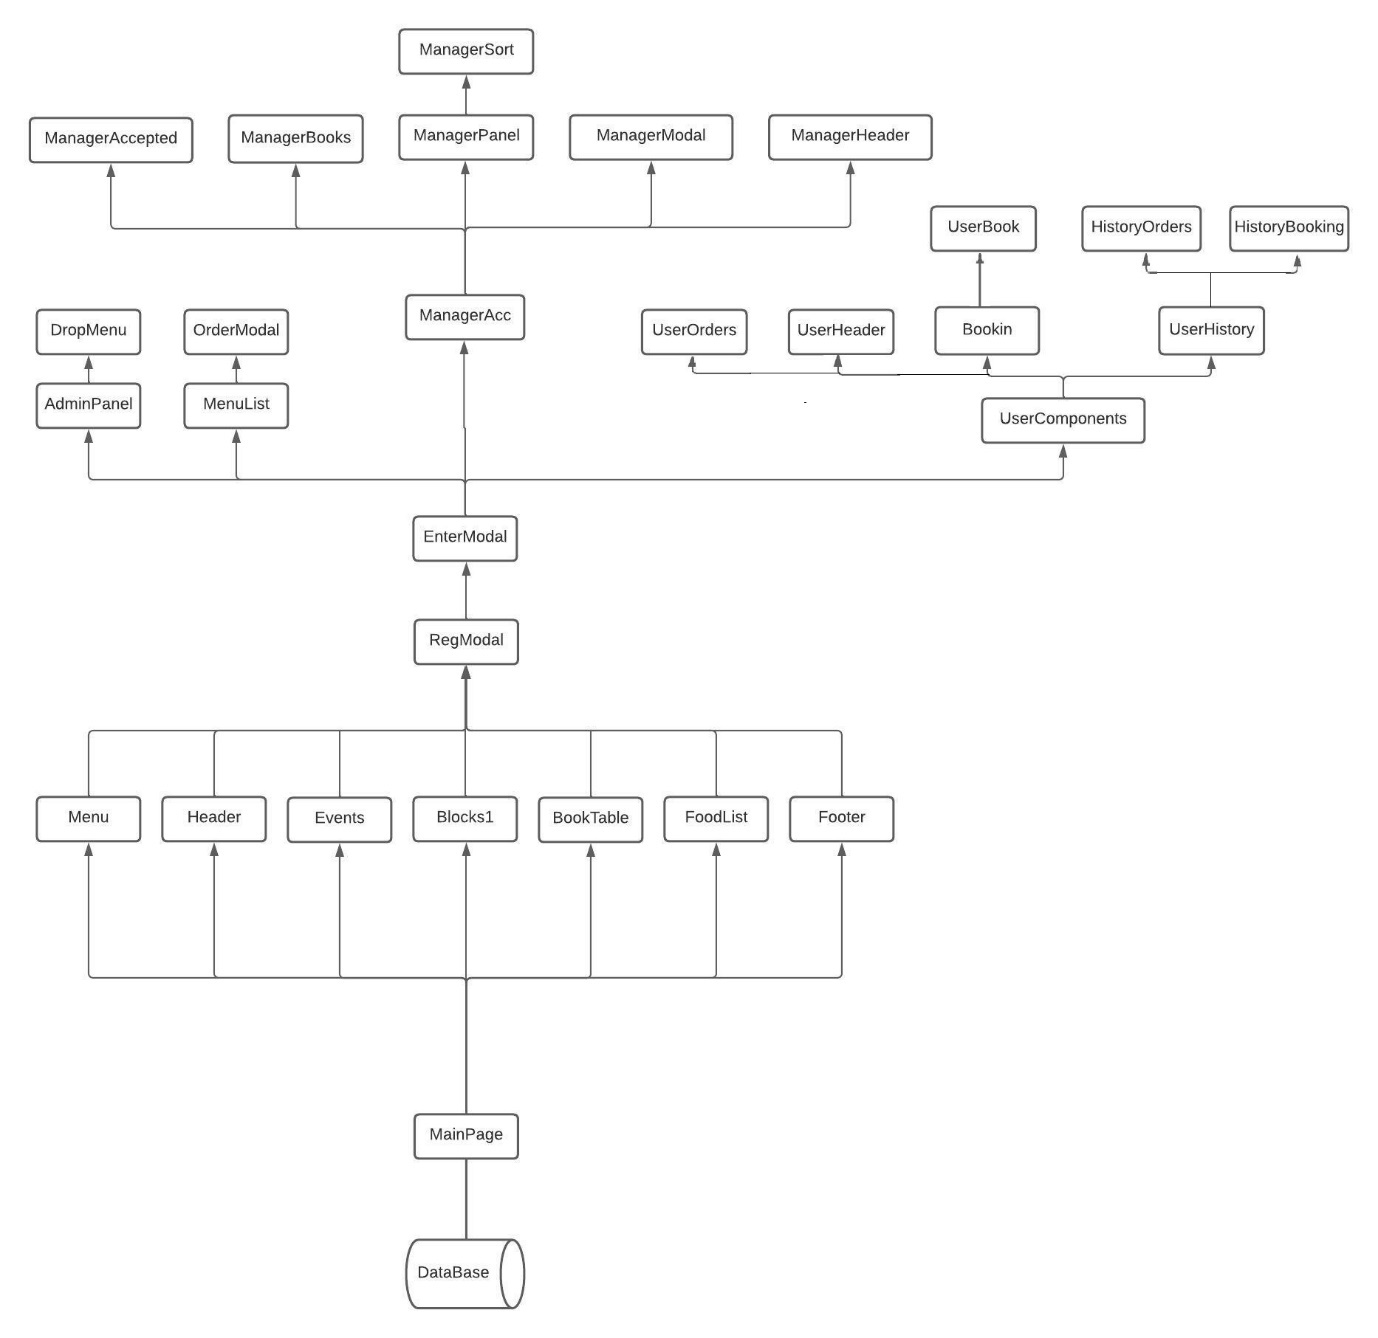 ManagerSort
ManagerAccepted
ManagerBooks
ManagerPanel
ManagerModal
ManagerHeader
UserBook
HistoryOrders
HistoryBooking
ManagerAcc
DropMenu
OrderModal
UserOrders
UserHeader
Bookin
UserHistory
AdminPanel
MenuList
UserComponents
EnterModal
RegModal
Menu
Header
Events
Blocks1
BookTable
FoodList
Footer
MainPage
DataBase